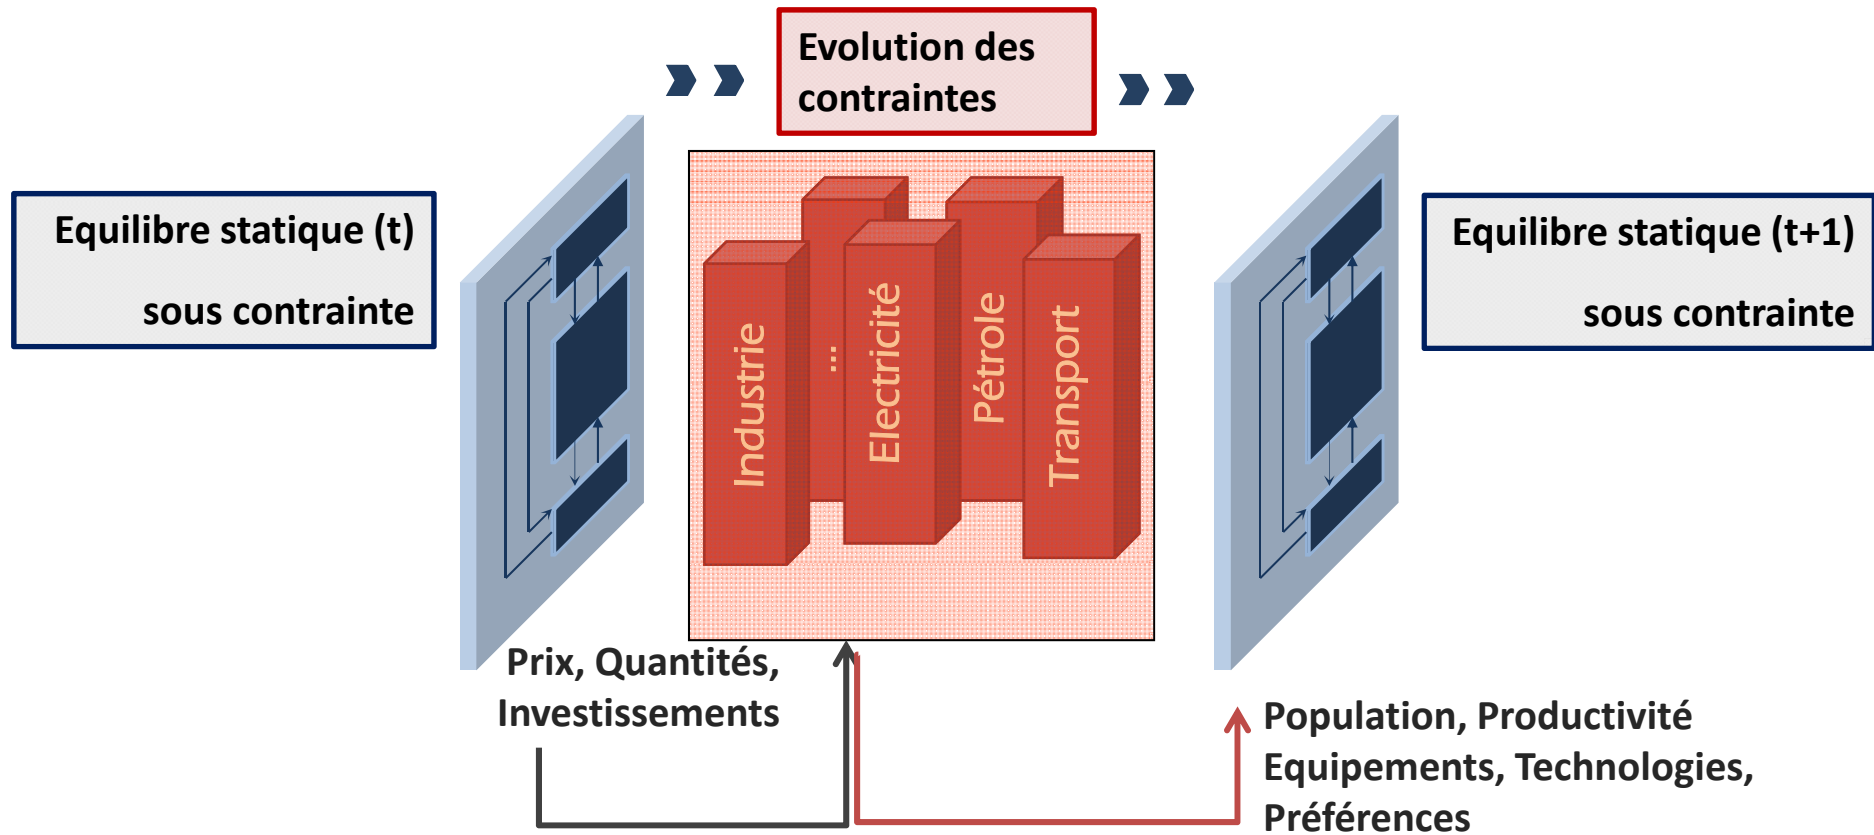 Evolution des
contraintes
Equilibre statique (t)
sous contrainte
Industrie
...
Electricité
Pétrole
Transport
Equilibre statique (t+1)
sous contrainte
Prix, Quantités,
Investissements
Population, Productivité
Equipements, Technologies,
Préférences